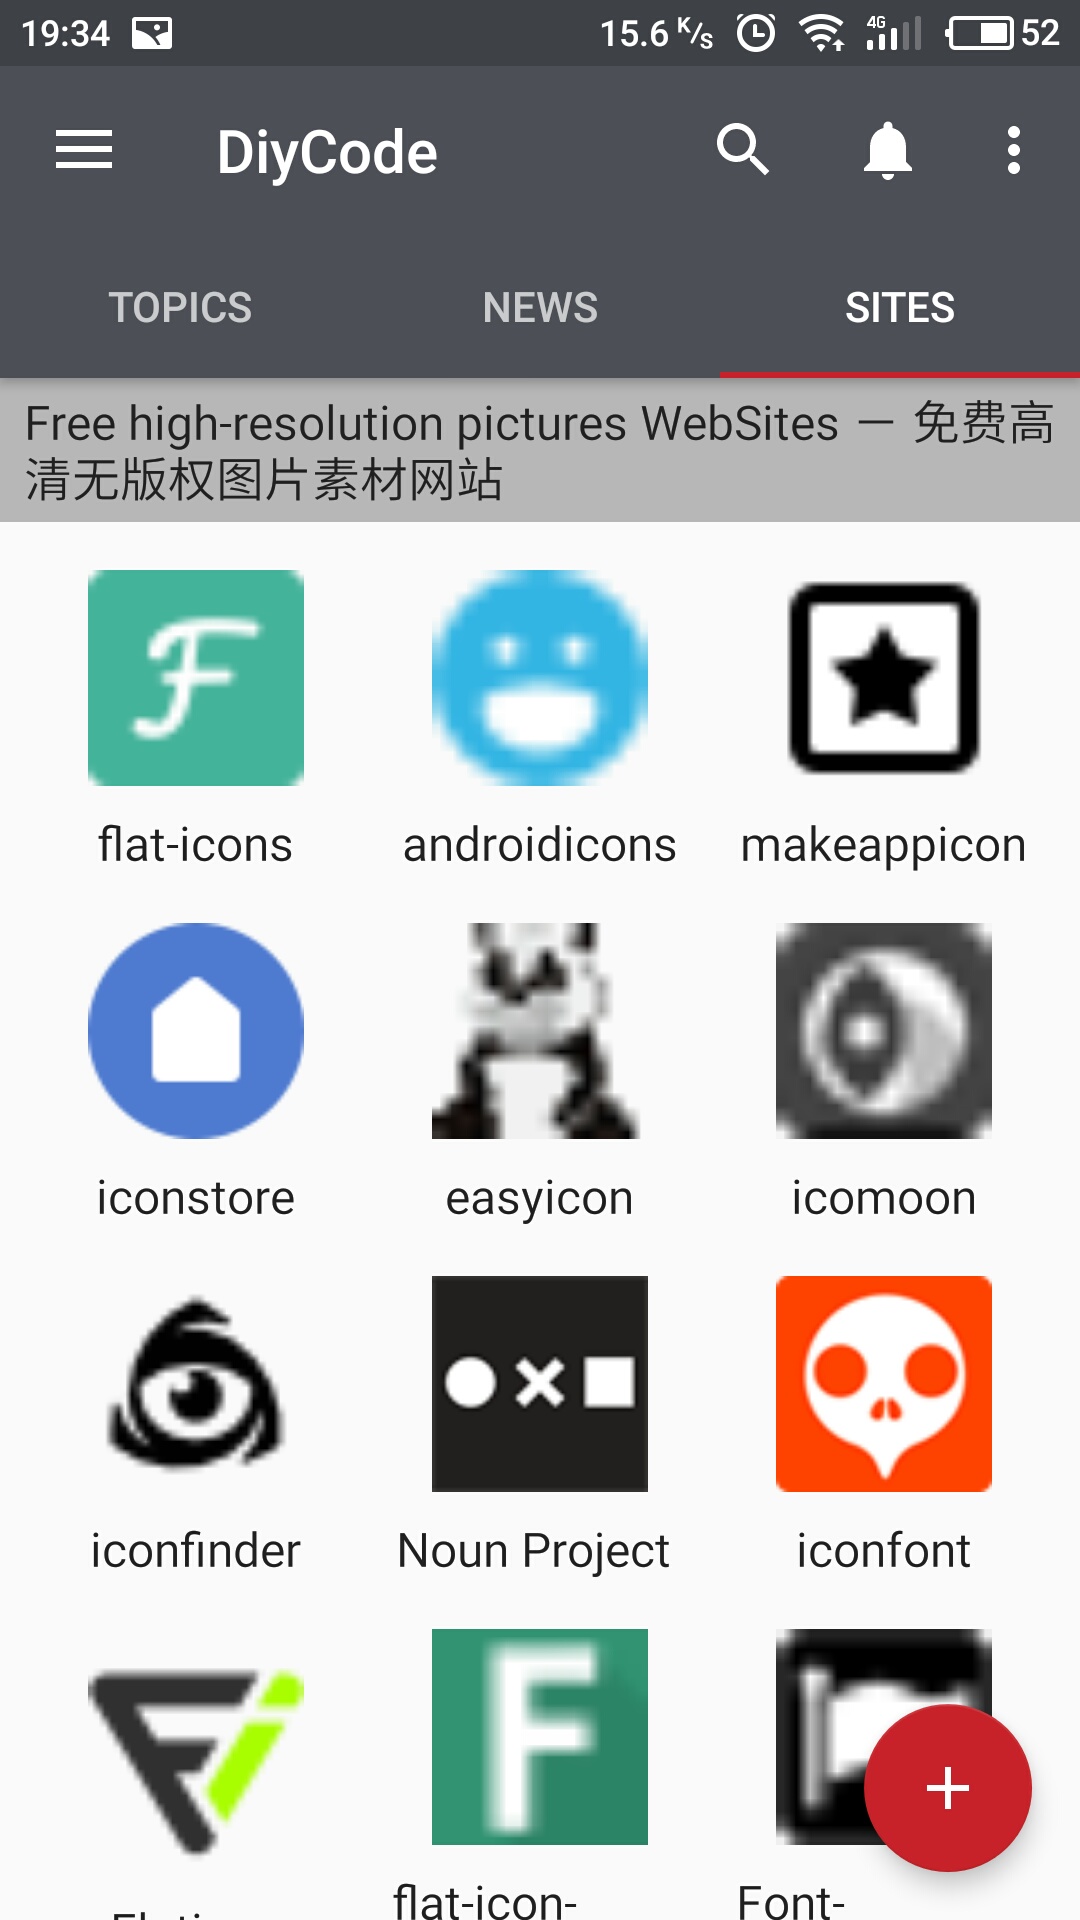 19:34 15.6 K/s 4G 52
DiyCode
TOPICS NEWS SITES
Free high-resolution pictures WebSites — 免费高
清无版权图片素材网站
flat-icons androidicons makeappicon
iconstore easyicon icomoon
iconfinder Noun Project iconfont
flat-icon- Font-